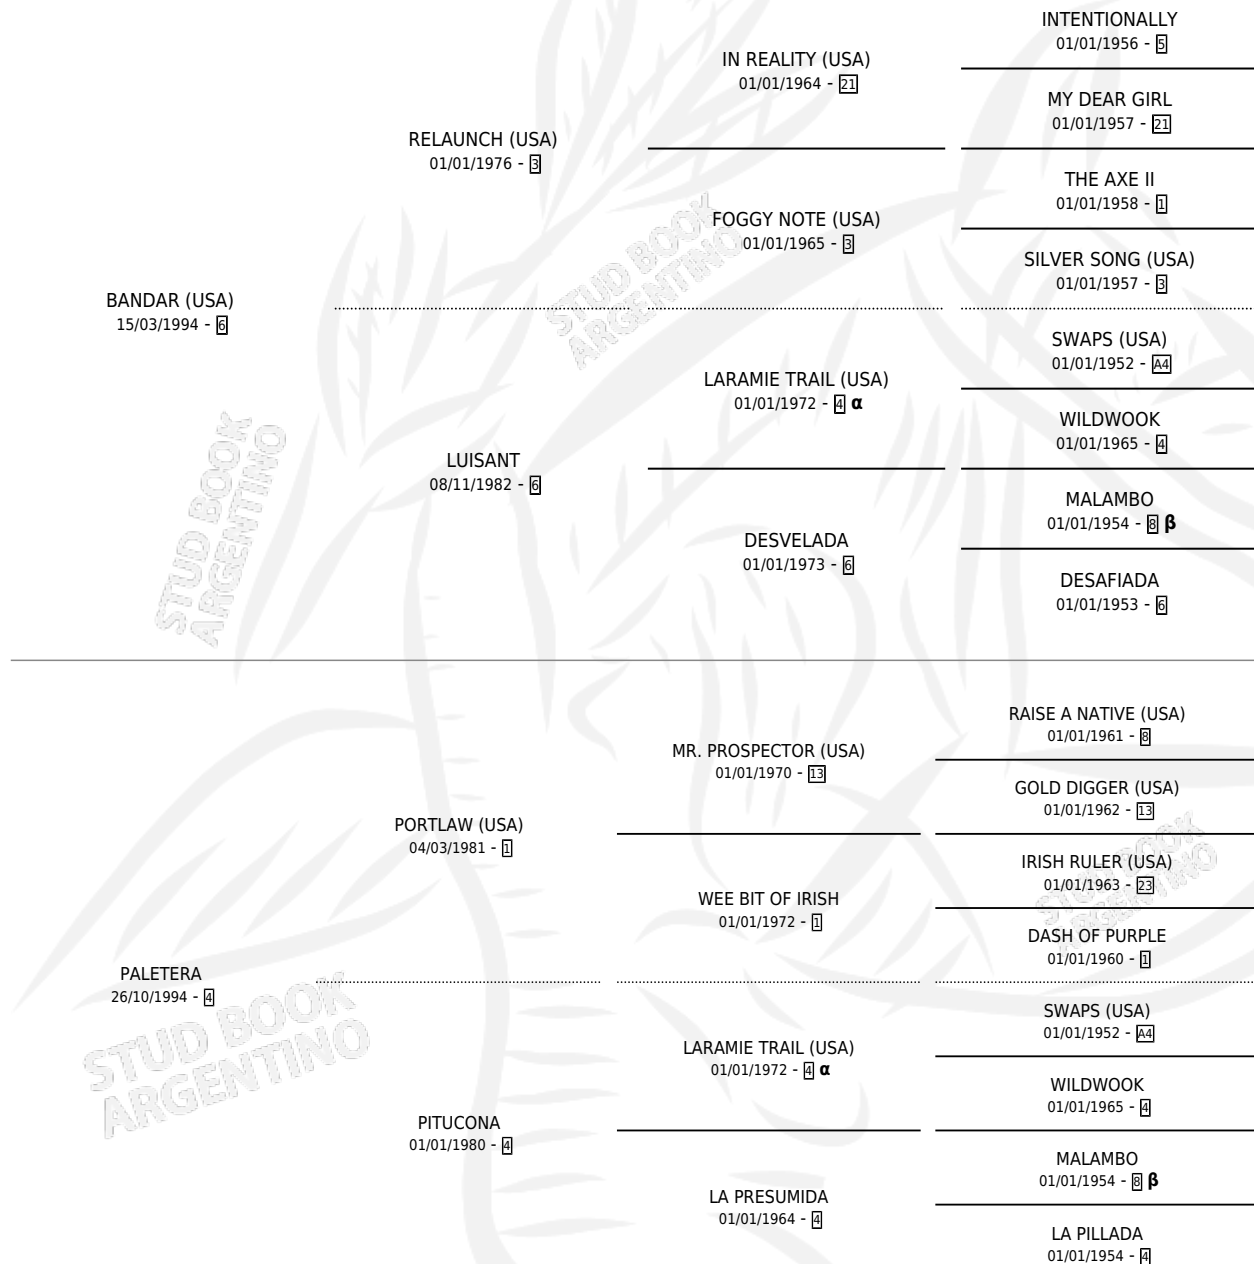 INTENTIONALLY
01/01/1956 - 5
IN REALITY (USA)
01/01/1964 - 21
MY DEAR GIRL
01/01/1957 - 21
RELAUNCH (USA)
01/01/1976 - 3
THE AXE II
01/01/1958 - 1
FOGGY NOTE (USA)
01/01/1965 - 3
SILVER SONG (USA)
01/01/1957 - 3
BANDAR (USA)
15/03/1994 - 6
SWAPS (USA)
01/01/1952 - A4
LARAMIE TRAIL (USA)
01/01/1972 - 4 α
WILDWOOK
01/01/1965 - 4
LUISANT
08/11/1982 - 6
MALAMBO
01/01/1954 - 8 β
DESVELADA
01/01/1973 - 6
DESAFIADA
01/01/1953 - 6
STUD BOOK
ARGENTINO
STUD BOOK
ARGENTINO
RAISE A NATIVE (USA)
01/01/1961 - 8
MR. PROSPECTOR (USA)
01/01/1970 - 13
GOLD DIGGER (USA)
01/01/1962 - 13
PORTLAW (USA)
04/03/1981 - 1
IRISH RULER (USA)
01/01/1963 - 23
WEE BIT OF IRISH
01/01/1972 - 1
DASH OF PURPLE
01/01/1960 - 1
PALETERA
26/10/1994 - 4
SWAPS (USA)
01/01/1952 - A4
LARAMIE TRAIL (USA)
01/01/1972 - 4 α
WILDWOOK
01/01/1965 - 4
PITUCONA
01/01/1980 - 4
MALAMBO
01/01/1954 - 8 β
LA PRESUMIDA
01/01/1964 - 4
LA PILLADA
01/01/1954 - 4
STUD BOOK
ARGENTINO
STUD BOOK
ARGENTINO